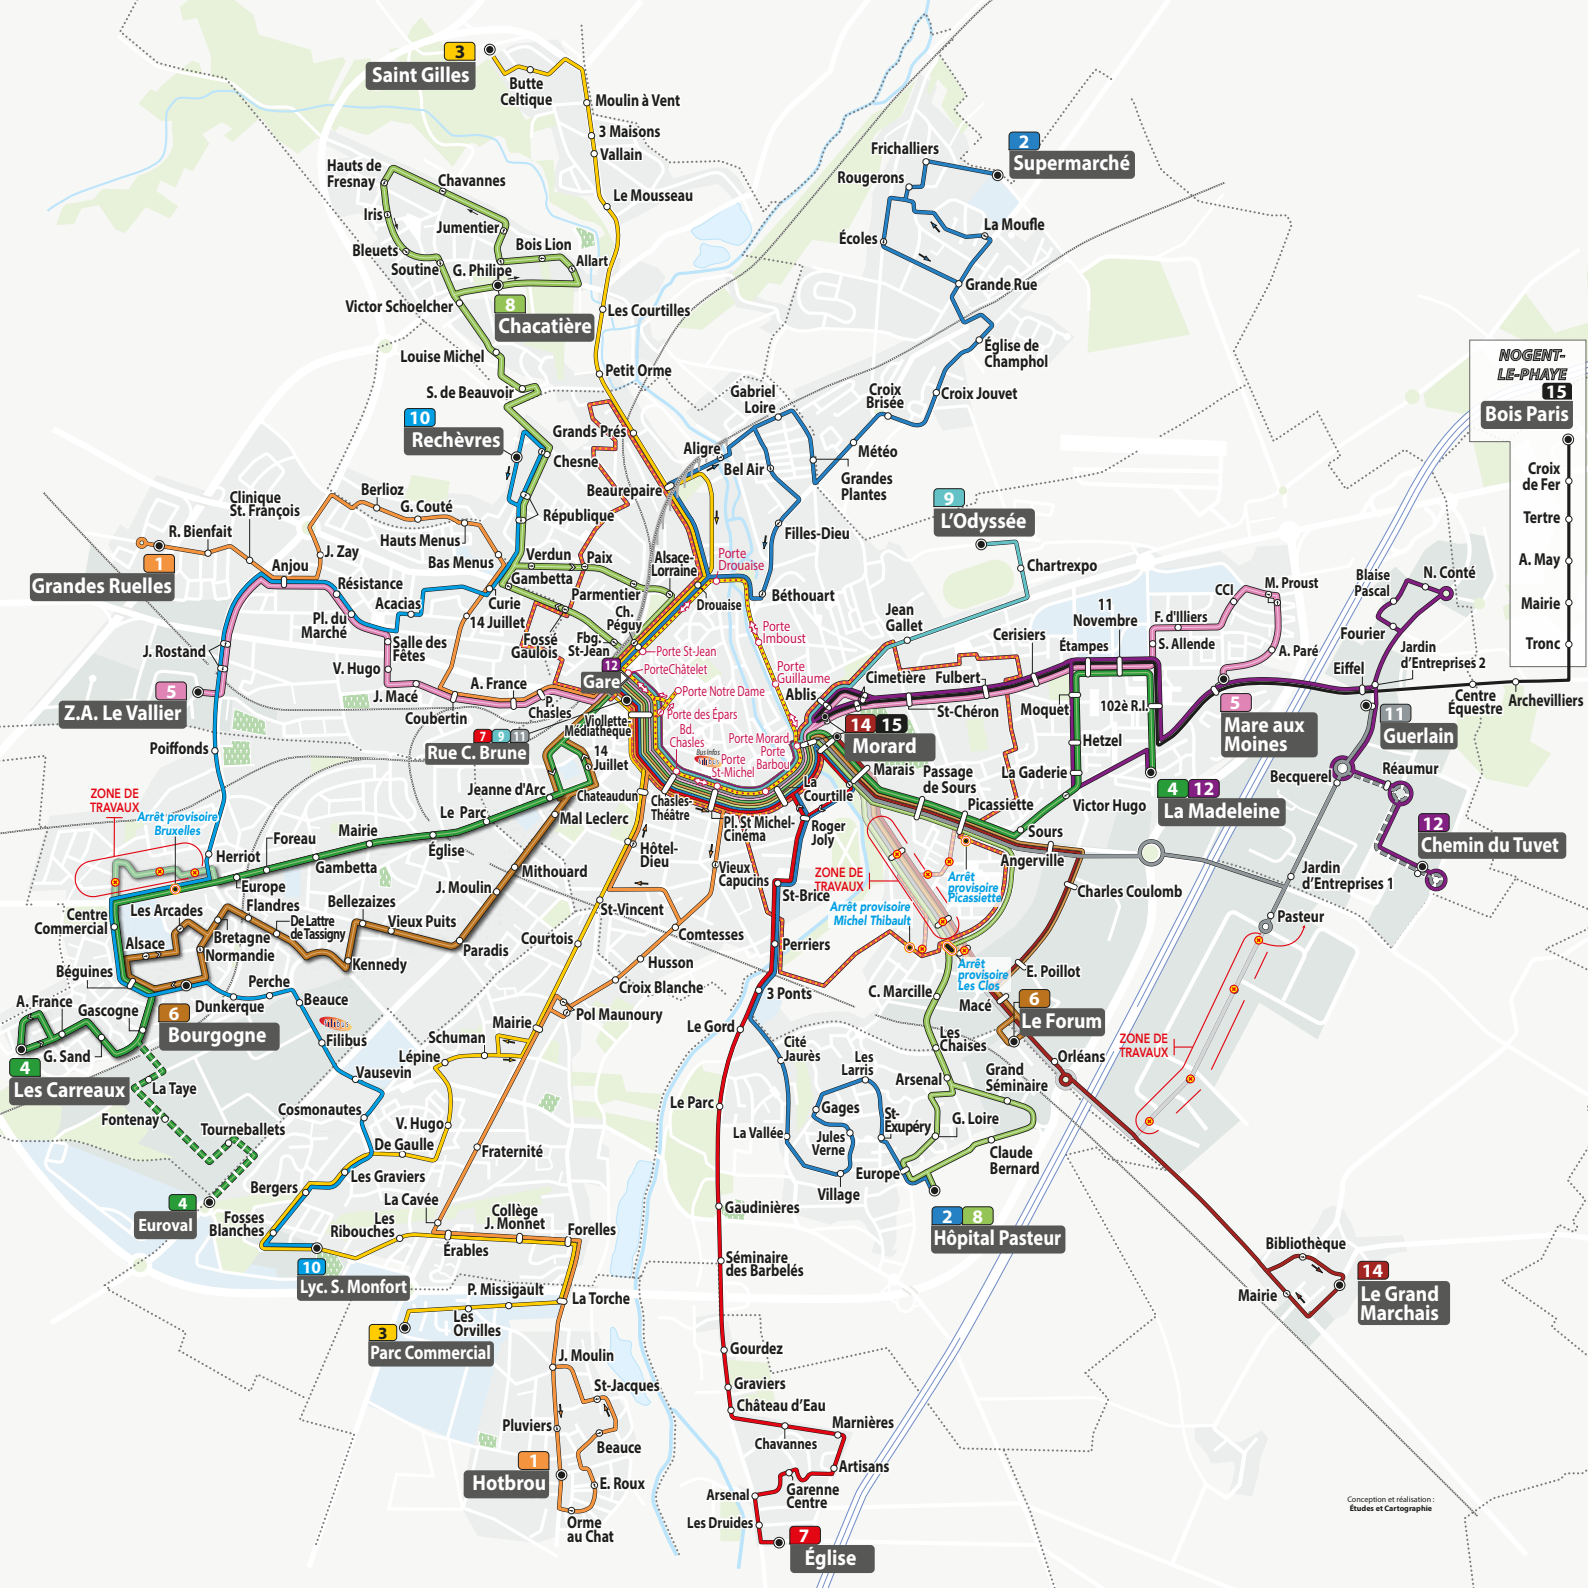 3
Saint Gilles
Butte
Celtique
Moulin à Vent
3 Maisons
Vallain
Le Mousseau
Les Courtilles
Petit Orme
Grands Prés
Hauts de
Fresnay
Chavannes
Iris
Jumentier
Bleuets
Bois Lion
Soutine
G. Philipe
Allart
Victor Schoelcher
8
Chacatière
Louise Michel
S. de Beauvoir
10
Rechèvres
Chesne
République
2
Supermarché
Frichalliers
Rougerons
La Moufle
Écoles
Grande Rue
Église de
Champhol
Croix Jouvet
Croix
Brisée
Météo
Grandes
Plantes
Gabriel
Loire
Aligre
Bel Air
Beaurepaire
Filles-Dieu
Béthouart
NOGENT-
LE-PHAYE
15
Bois Paris
Croix
de Fer
Tertre
A. May
Mairie
Tronc
Archevilliers
Centre
Équestre
9
L'Odyssée
Chartrexpo
Jean
Gallet
Clinique
St. François
R. Bienfait
1
Grandes Ruelles
Berlioz
G. Couté
Hauts Menus
Bas Menus
J. Zay
Anjou
Résistance
Acacias
Pl. du
Marché
Salle des
Fêtes
V. Hugo
J. Macé
Coubertin
A. France
P.
Chasles
J. Rostand
5
Z.A. Le Vallier
Poiffonds
Verdun
Paix
Gambetta
Parmentier
Alsace-
Lorraine
Curie
14 Juillet
Fossé
Gaulois
Fbg.
St-Jean
Ch.
Péguy
Drouaise
Porte
Drouaise
Porte
Imboust
Porte
Guillaume
Porte St-Jean
PorteChâtelet
Porte Notre Dame
Porte des Épars
Bd.
Chasles
Bus Infos
Porte
St-Michel
Porte Morard
Porte
Barbou
12
Gare
Viollette
Médiathèque
7 9 11
Rue C. Brune
14
Juillet
Chateaudun
Mal Leclerc
Chasles-
Théâtre
Pl. St Michel-
Cinéma
Roger
Joly
La
Courtille
Ablis
14 15
Morard
Cimetière
Fulbert
St-Chéron
Cerisiers
Étampes
11
Novembre
Moquet
102è R.I.
Hetzel
La Gaderie
Victor Hugo
4 12
La Madeleine
CCI
M. Proust
F. d'Illiers
S. Allende
A. Paré
5
Mare aux
Moines
Blaise
Pascal
N. Conté
Fourier
Jardin
d'Entreprises 2
Eiffel
11
Guerlain
Becquerel
Réaumur
12
Chemin du Tuvet
Jardin
d'Entreprises 1
Pasteur
Marais
Passage
de Sours
Picassiette
Sours
Angerville
Charles Coulomb
ZONE DE
TRAVAUX
Arrêt
provisoire
Picassiette
Arrêt provisoire
Michel Thibault
Arrêt
provisoire
Les Clos
E. Poillot
Macé
6
Le Forum
Orléans
ZONE DE
TRAVAUX
C. Marcille
Les
Chaises
Arsenal
Grand
Séminaire
G. Loire
Claude
Bernard
2 8
Hôpital Pasteur
Europe
St-
Exupéry
Les
Larris
Gages
Jules
Verne
Village
La Vallée
Cité
Jaurès
Bibliothèque
Mairie
14
Le Grand
Marchais
ZONE DE
TRAVAUX
Arrêt provisoire
Bruxelles
Jeanne d'Arc
Le Parc
Église
Mairie
Gambetta
Foreau
Herriot
Europe
Centre
Commercial
Les Arcades
Flandres
De Lattre
de Tassigny
Bellezaizes
Vieux Puits
J. Moulin
Mithouard
Paradis
Kennedy
Alsace
Bretagne
Normandie
Béguines
Dunkerque
6
Bourgogne
A. France
Gascogne
G. Sand
4
Les Carreaux
La Taye
Fontenay
Tourneballets
4
Euroval
Perche
Beauce
Filibus
Vausevin
Cosmonautes
De Gaulle
V. Hugo
Lépine
Schuman
Mairie
Les Graviers
Bergers
Fosses
Blanches
10
Lyc. S. Monfort
Les
Ribouches
La Cavée
Fraternité
Érables
Collège
J. Monnet
Forelles
La Torche
P. Missigault
Les
Orvilles
3
Parc Commercial
J. Moulin
St-Jacques
Pluviers
Beauce
E. Roux
1
Hotbrou
Orme
au Chat
Hôtel-
Dieu
Vieux
Capucins
St-Vincent
Courtois
Comtesses
Husson
Croix Blanche
Pol Maunoury
St-Brice
Perriers
3 Ponts
Le Gord
Le Parc
Gaudinières
Séminaire
des Barbelés
Gourdez
Graviers
Château d'Eau
Marnières
Chavannes
Artisans
Garenne
Centre
Arsenal
Les Druides
7
Église
Conception et réalisation :
Études et Cartographie